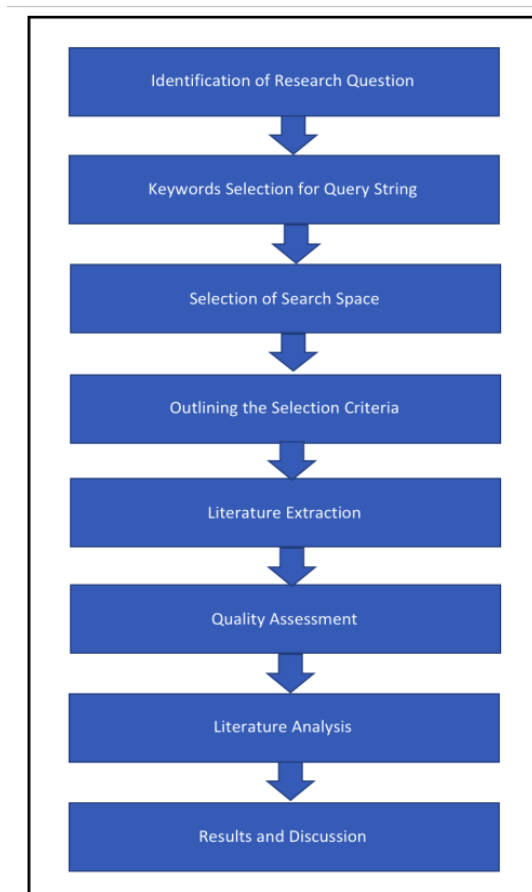 Identification of Research Question
Keywords Selection for Query String
Selection of Search Space
Outlining the Selection Criteria
Literature Extraction
Quality Assessment
Literature Analysis
Results and Discussion